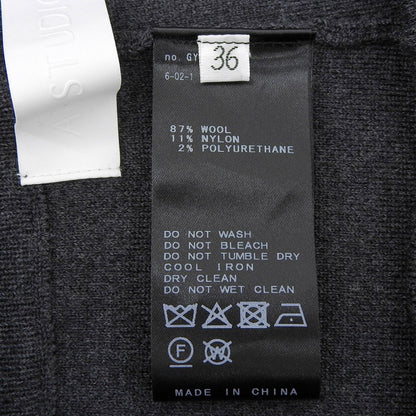 A STUDIO
no. GY
36
6-02-1
87% WOOL
11% NYLON
2% POLYURETHANE
DO NOT WASH
DO NOT BLEACH
DO NOT TUMBLE DRY
COOL IRON
DRY CLEAN
DO NOT WET CLEAN
F
W
MADE IN CHINA